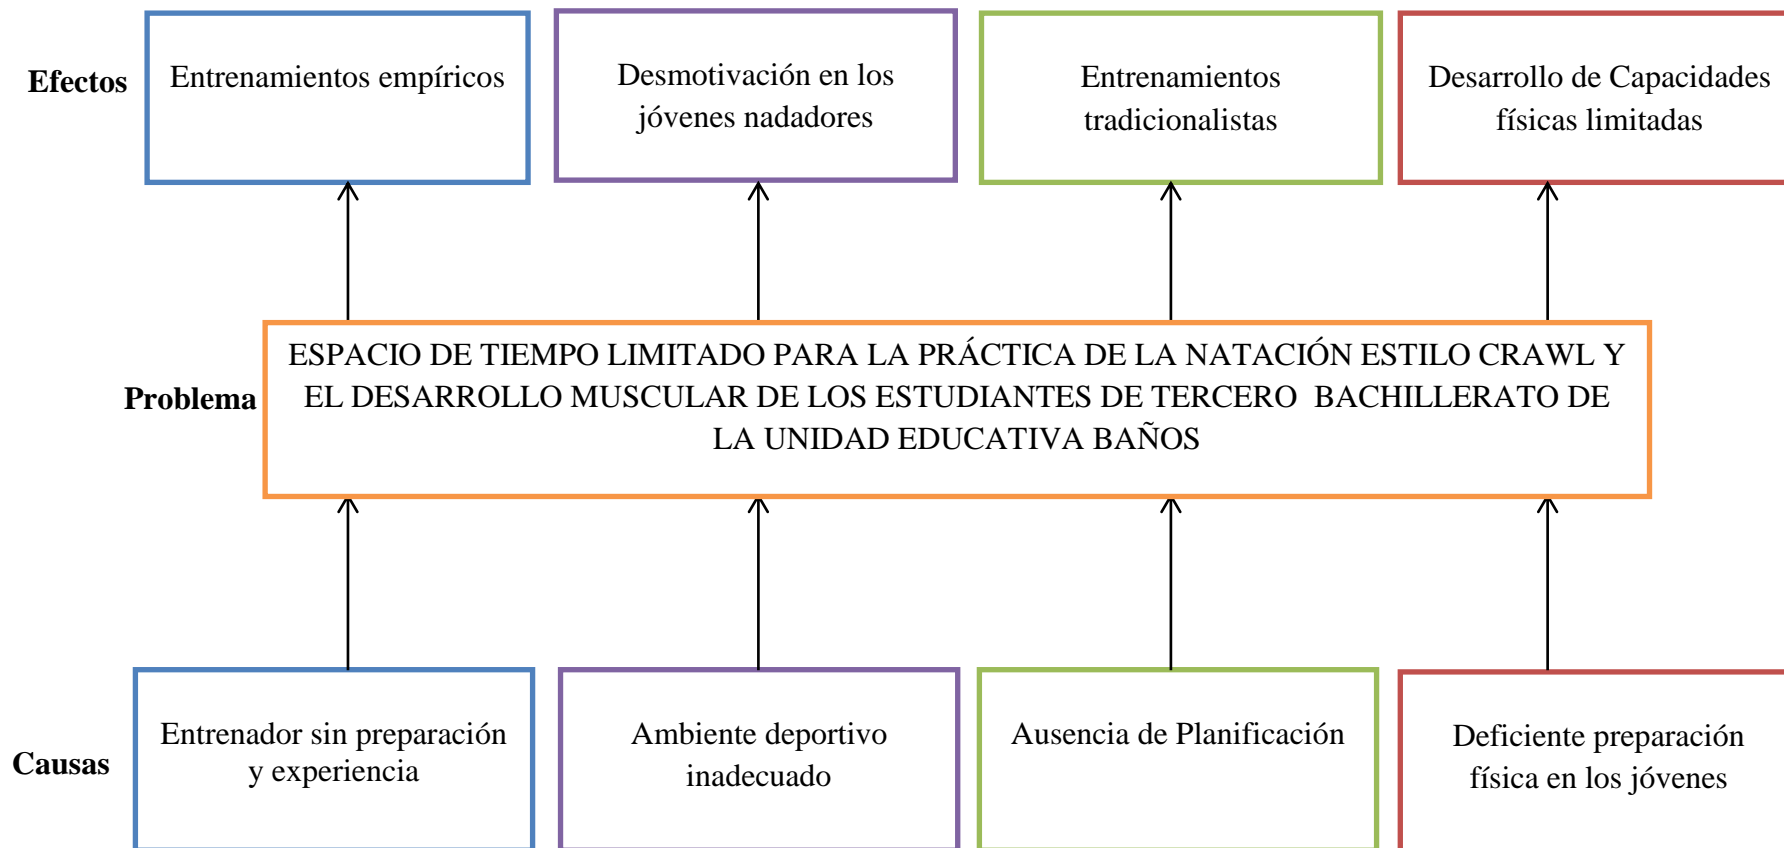 Efectos
Entrenamientos empíricos
Desmotivación en los
jóvenes nadadores
Entrenamientos
tradicionalistas
Desarrollo de Capacidades
físicas limitadas
Problema
ESPACIO DE TIEMPO LIMITADO PARA LA PRÁCTICA DE LA NATACIÓN ESTILO CRAWL Y
EL DESARROLLO MUSCULAR DE LOS ESTUDIANTES DE TERCERO  BACHILLERATO DE
LA UNIDAD EDUCATIVA BAÑOS
Causas
Entrenador sin preparación
y experiencia
Ambiente deportivo
inadecuado
Ausencia de Planificación
Deficiente preparación
física en los jóvenes